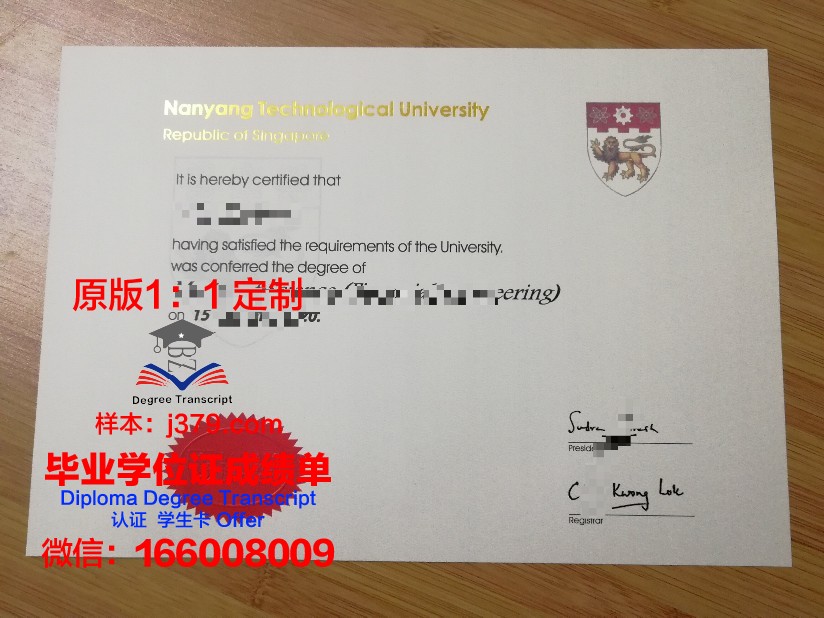 Nanyang Technological University
Republic of Singapore
It is hereby certified that
having satisfied the requirements of the University,
was conferred the degree of
原版1：1定制
on 15
BZ
Degree Transcript
样本：j379.com
毕业学位证成绩单
Diploma Degree Transcript
认证 学生卡 Offer
微信：166008009
Kwong Lok
Registrar